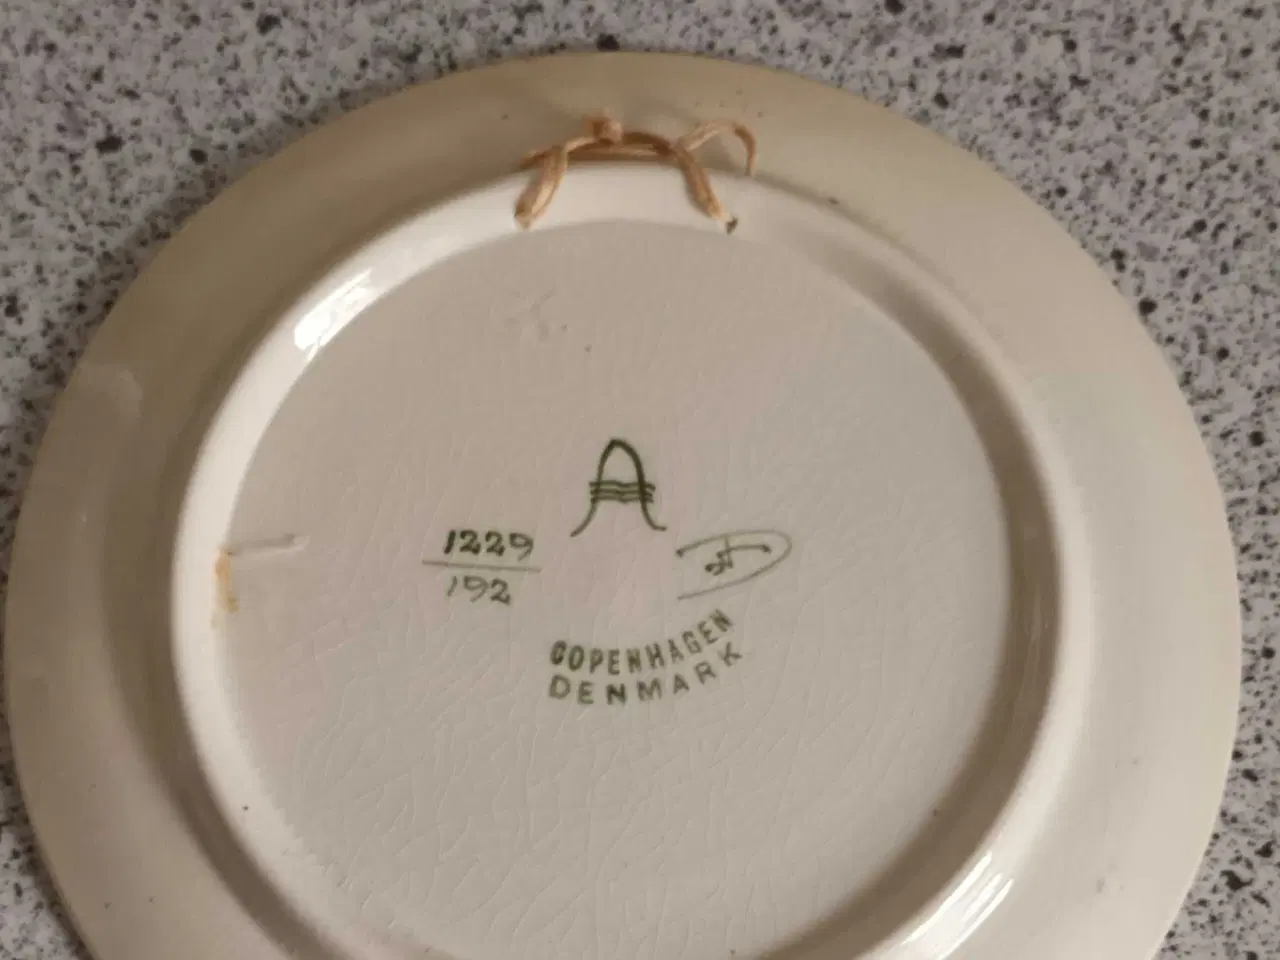 A
1229
192
COPENHAGEN
DENMARK